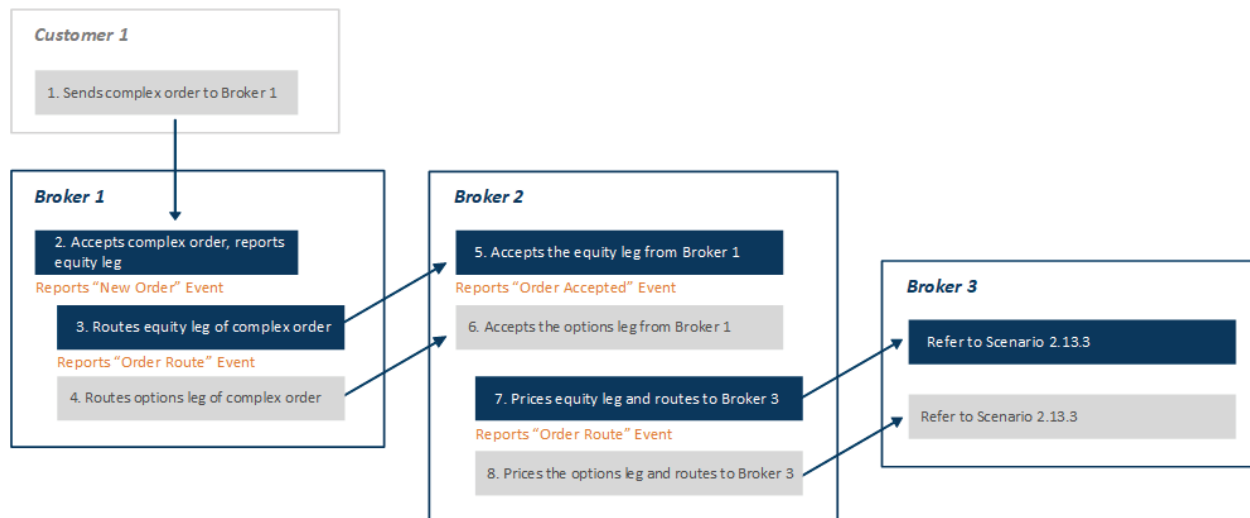 Customer 1
1. Sends complex order to Broker 1
Broker 1
2. Accepts complex order, reports
equity leg
Reports “New Order” Event
3. Routes equity leg of complex order
Reports “Order Route” Event
4. Routes options leg of complex order
Broker 2
5. Accepts the equity leg from Broker 1
Reports “Order Accepted” Event
6. Accepts the options leg from Broker 1
7. Prices equity leg and routes to Broker 3
Reports “Order Route” Event
8. Prices the options leg and routes to Broker 3
Broker 3
Refer to Scenario 2.13.3
Refer to Scenario 2.13.3